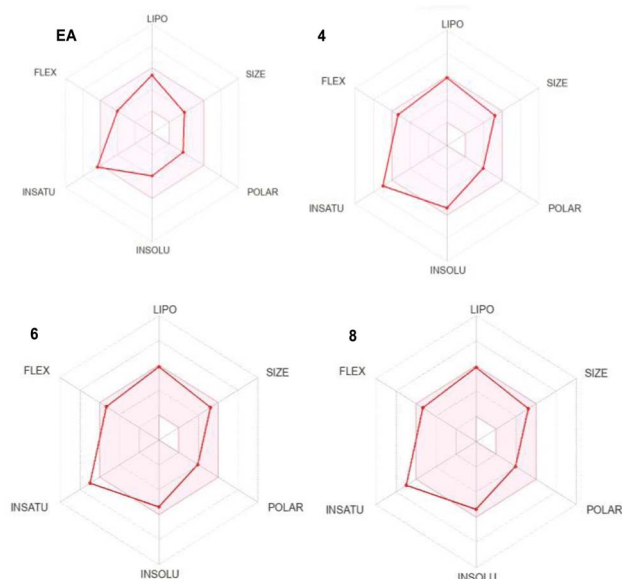 EA
LIPO
FLEX
SIZE
INSATU
POLAR
INSOLU
4
LIPO
FLEX
SIZE
INSATU
POLAR
INSOLU
6
LIPO
FLEX
SIZE
INSATU
POLAR
INSOLU
8
LIPO
FLEX
SIZE
INSATU
POLAR
INSOLU